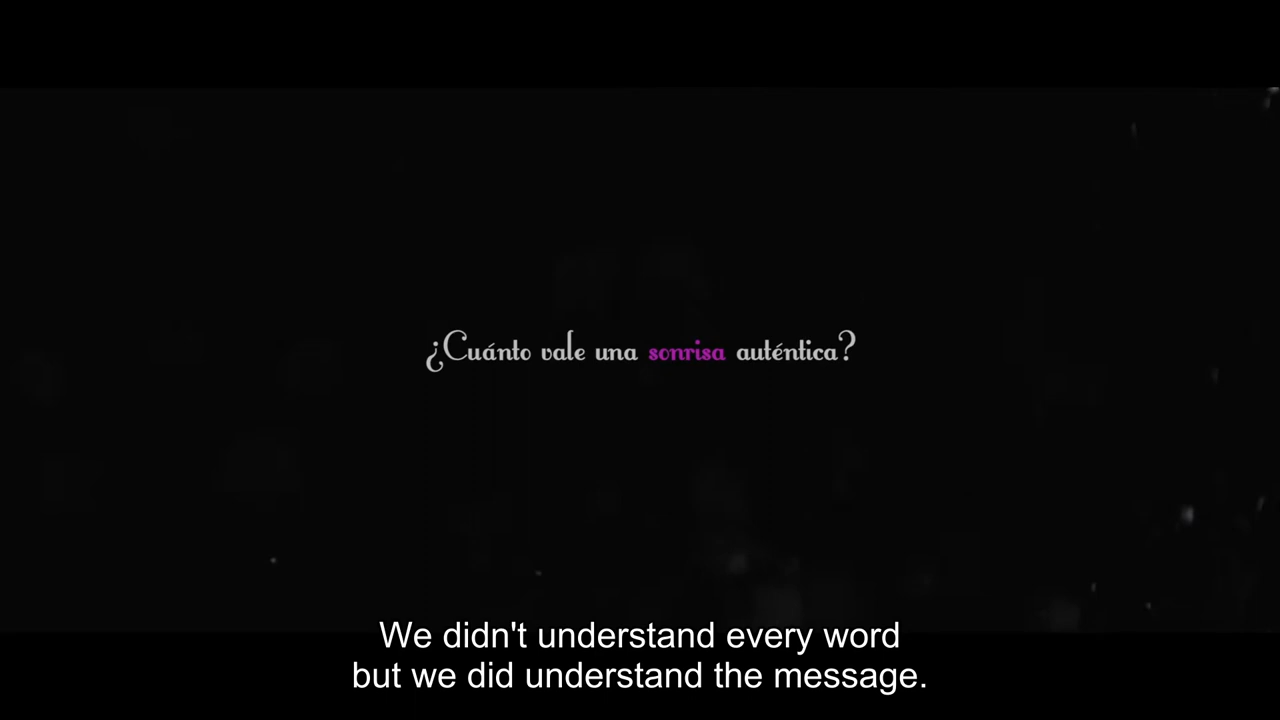 ¿Cuánto vale una sonrisa auténtica?
We didn't understand every word
but we did understand the message.